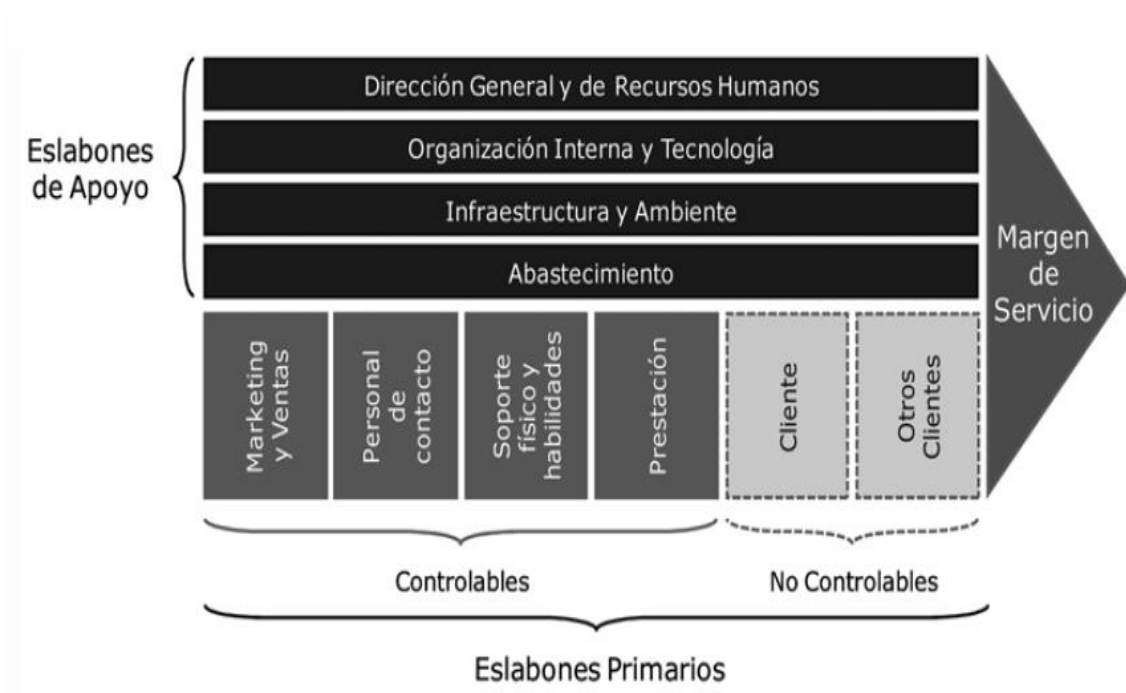 Eslabones
de Apoyo
Dirección General y de Recursos Humanos
Organización Interna y Tecnología
Infraestructura y Ambiente
Abastecimiento
Marketing
y Ventas
Personal
de
contacto
Soporte
físico y
habilidades
Prestación
Cliente
Otros
Clientes
Margen
de
Servicio
Controlables
No Controlables
Eslabones Primarios